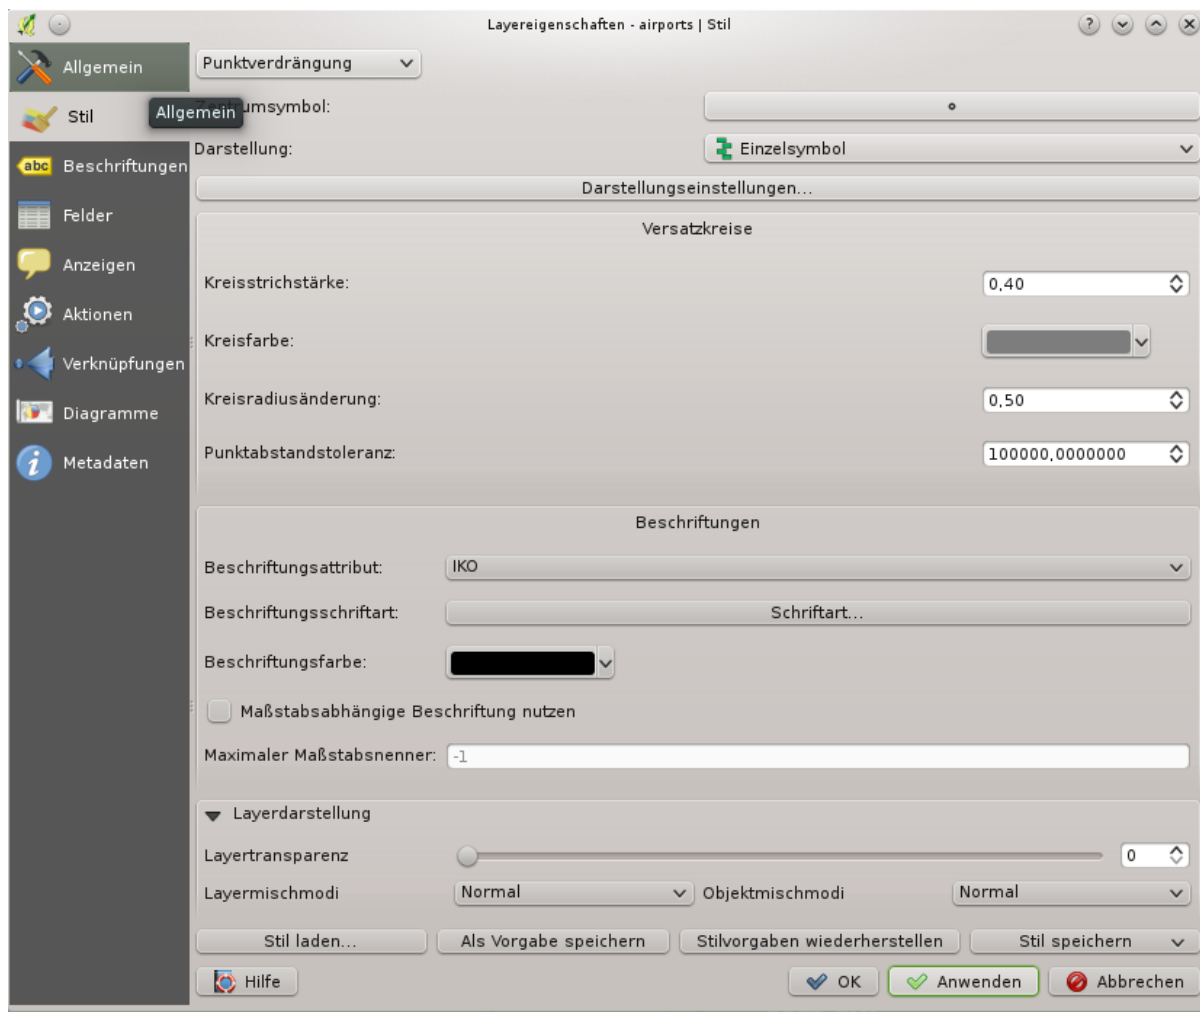 Layereigenschaften - airports | Stil
Allgemein
Stil
Allgemein
Beschriftungen
Felder
Anzeigen
Aktionen
Verknüpfungen
Diagramme
Metadaten
Punktverdrängung
Zentrumsymbol:
Darstellung: Einzelsymbol
Darstellungseinstellungen...
Versatzkreise
Kreisstrichstärke: 0,40
Kreisfarbe:
Kreisradiusänderung: 0,50
Punktabstandstoleranz: 100000,0000000
Beschriftungen
Beschriftungsattribut: IKO
Beschriftungsschriftart: Schriftart...
Beschriftungsfarbe:
Maßstabsabhängige Beschriftung nutzen
Maximaler Maßstabsnenner: -1
Layerdarstellung
Layertransparenz 0
Layermischmodi Normal Objektmischmodi Normal
Stil laden... Als Vorgabe speichern Stilvorgaben wiederherstellen Stil speichern
Hilfe OK Anwenden Abbrechen
abc